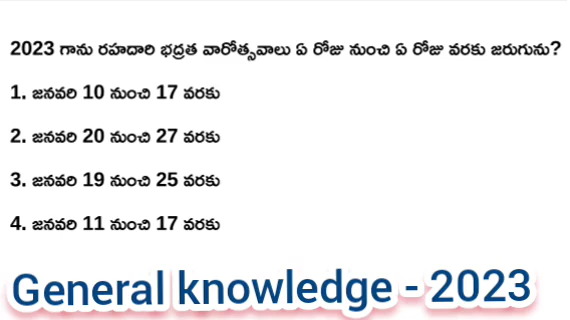 2023 గాను రహదారి భద్రత వారోత్సవాలు ఏ రోజు నుంచి ఏ రోజు వరకు జరుగును?
1. జనవరి 10 నుంచి 17 వరకు
2. జనవరి 20 నుంచి 27 వరకు
3. జనవరి 19 నుంచి 25 వరకు
4. జనవరి 11 నుంచి 17 వరకు
General knowledge - 2023